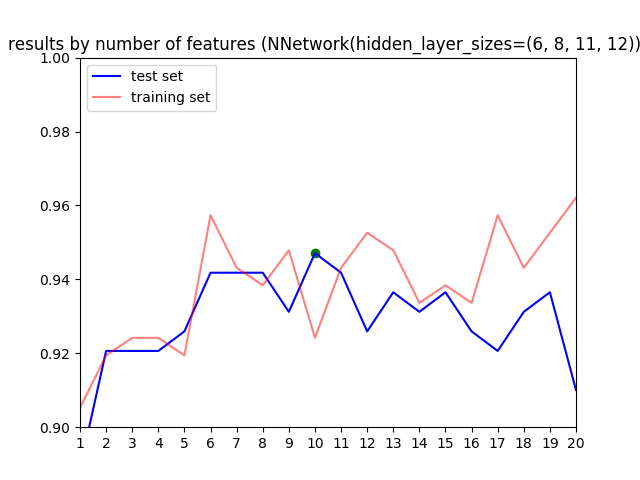 results by number of features (NNetwork(hidden_layer_sizes=(6, 8, 11, 12))
1.00
0.98
0.96
0.94
0.92
0.90
test set
training set
1 2 3 4 5 6 7 8 9 10 11 12 13 14 15 16 17 18 19 20